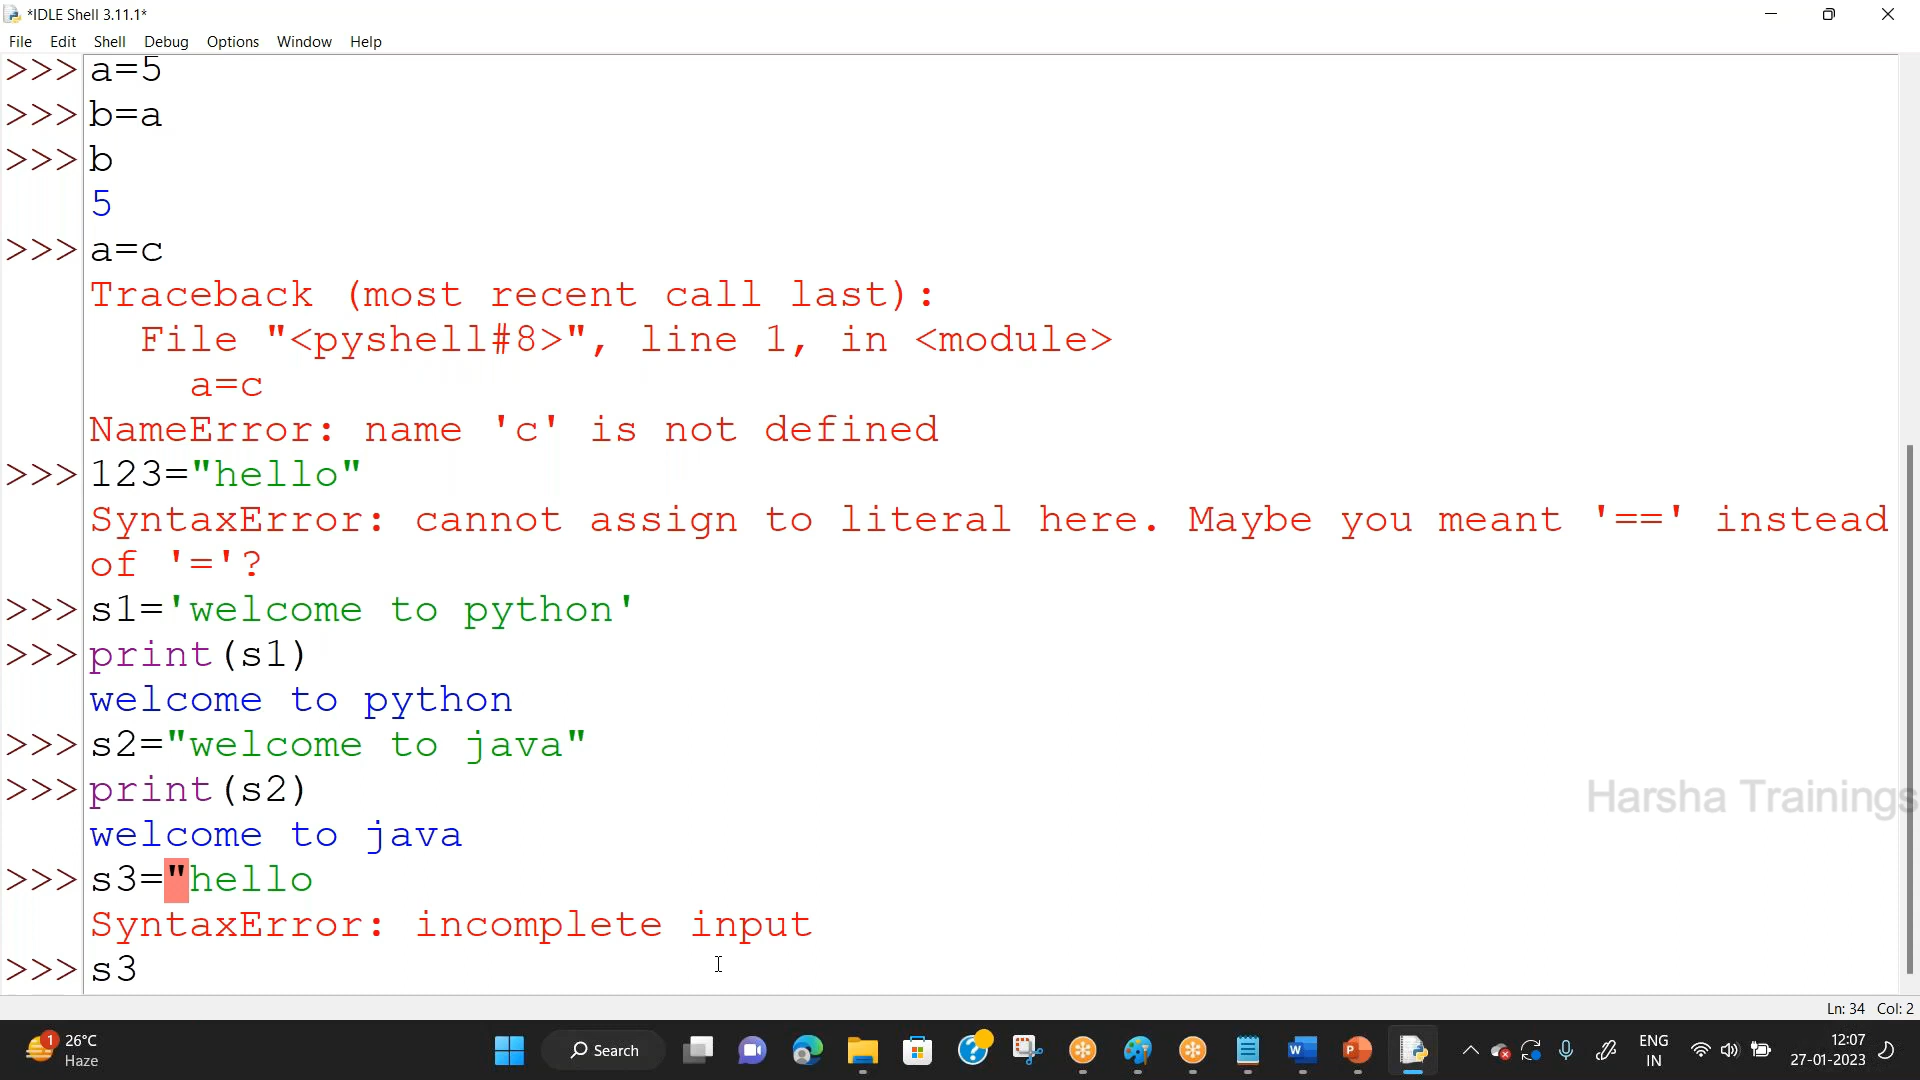 *IDLE Shell 3.11.1*
File Edit Shell Debug Options Window Help
>>> a=5
>>> b=a
>>> b
5
>>> a=c
Traceback (most recent call last):
  File "<pyshell#8>", line 1, in <module>
    a=c
NameError: name 'c' is not defined
>>> 123="hello"
SyntaxError: cannot assign to literal here. Maybe you meant '==' instead
of '='?
>>> s1='welcome to python'
>>> print(s1)
welcome to python
>>> s2="welcome to java"
>>> print(s2)
Harsha Trainings
welcome to java
>>> s3="hello
SyntaxError: incomplete input
>>> s3
Ln: 34 Col: 2
1 26°C
Haze
Search
ENG
IN
12:07
27-01-2023